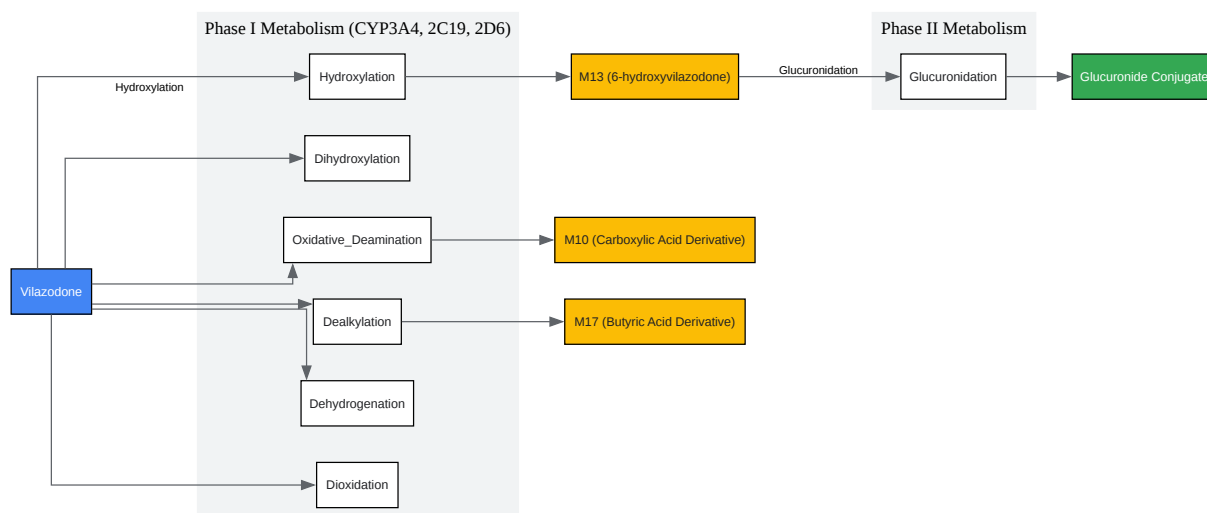 Phase I Metabolism (CYP3A4, 2C19, 2D6)
Phase II Metabolism
Hydroxylation
Hydroxylation
M13 (6-hydroxyvilazodone)
Glucuronidation
Glucuronidation
Glucuronide Conjugate
Dihydroxylation
Oxidative_Deamination
M10 (Carboxylic Acid Derivative)
Vilazodone
Dealkylation
M17 (Butyric Acid Derivative)
Dehydrogenation
Dioxidation